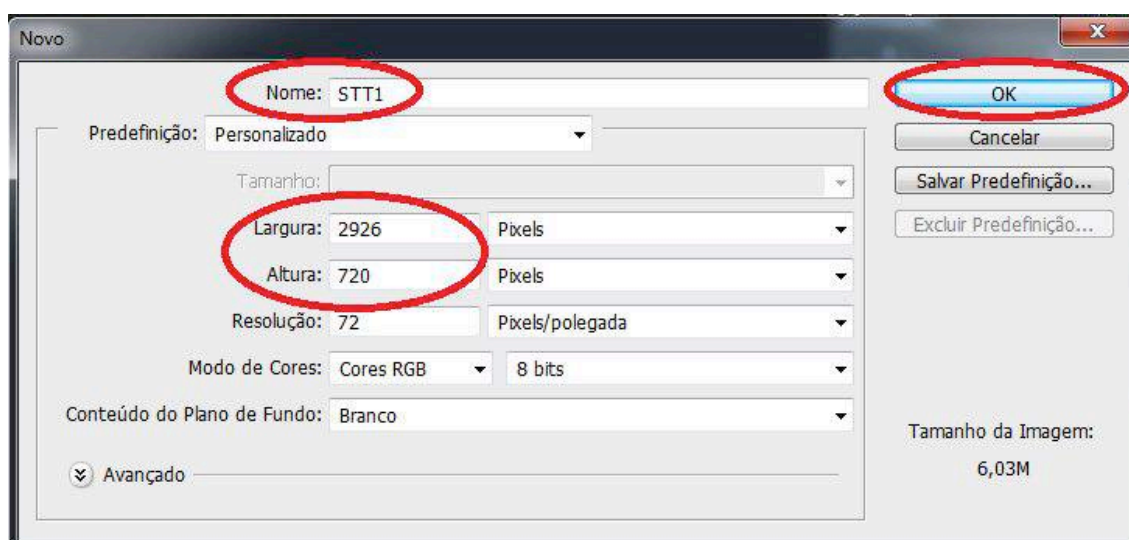 Novo
Nome: STT1
OK
Predefinição: Personalizado
Cancelar
Tamanho:
Salvar Predefinição...
Largura: 2926 Pixels
Excluir Predefinição...
Altura: 720 Pixels
Resolução: 72 Pixels/polegada
Modo de Cores: Cores RGB 8 bits
Conteúdo do Plano de Fundo: Branco
Tamanho da Imagem:
6,03M
Avançado